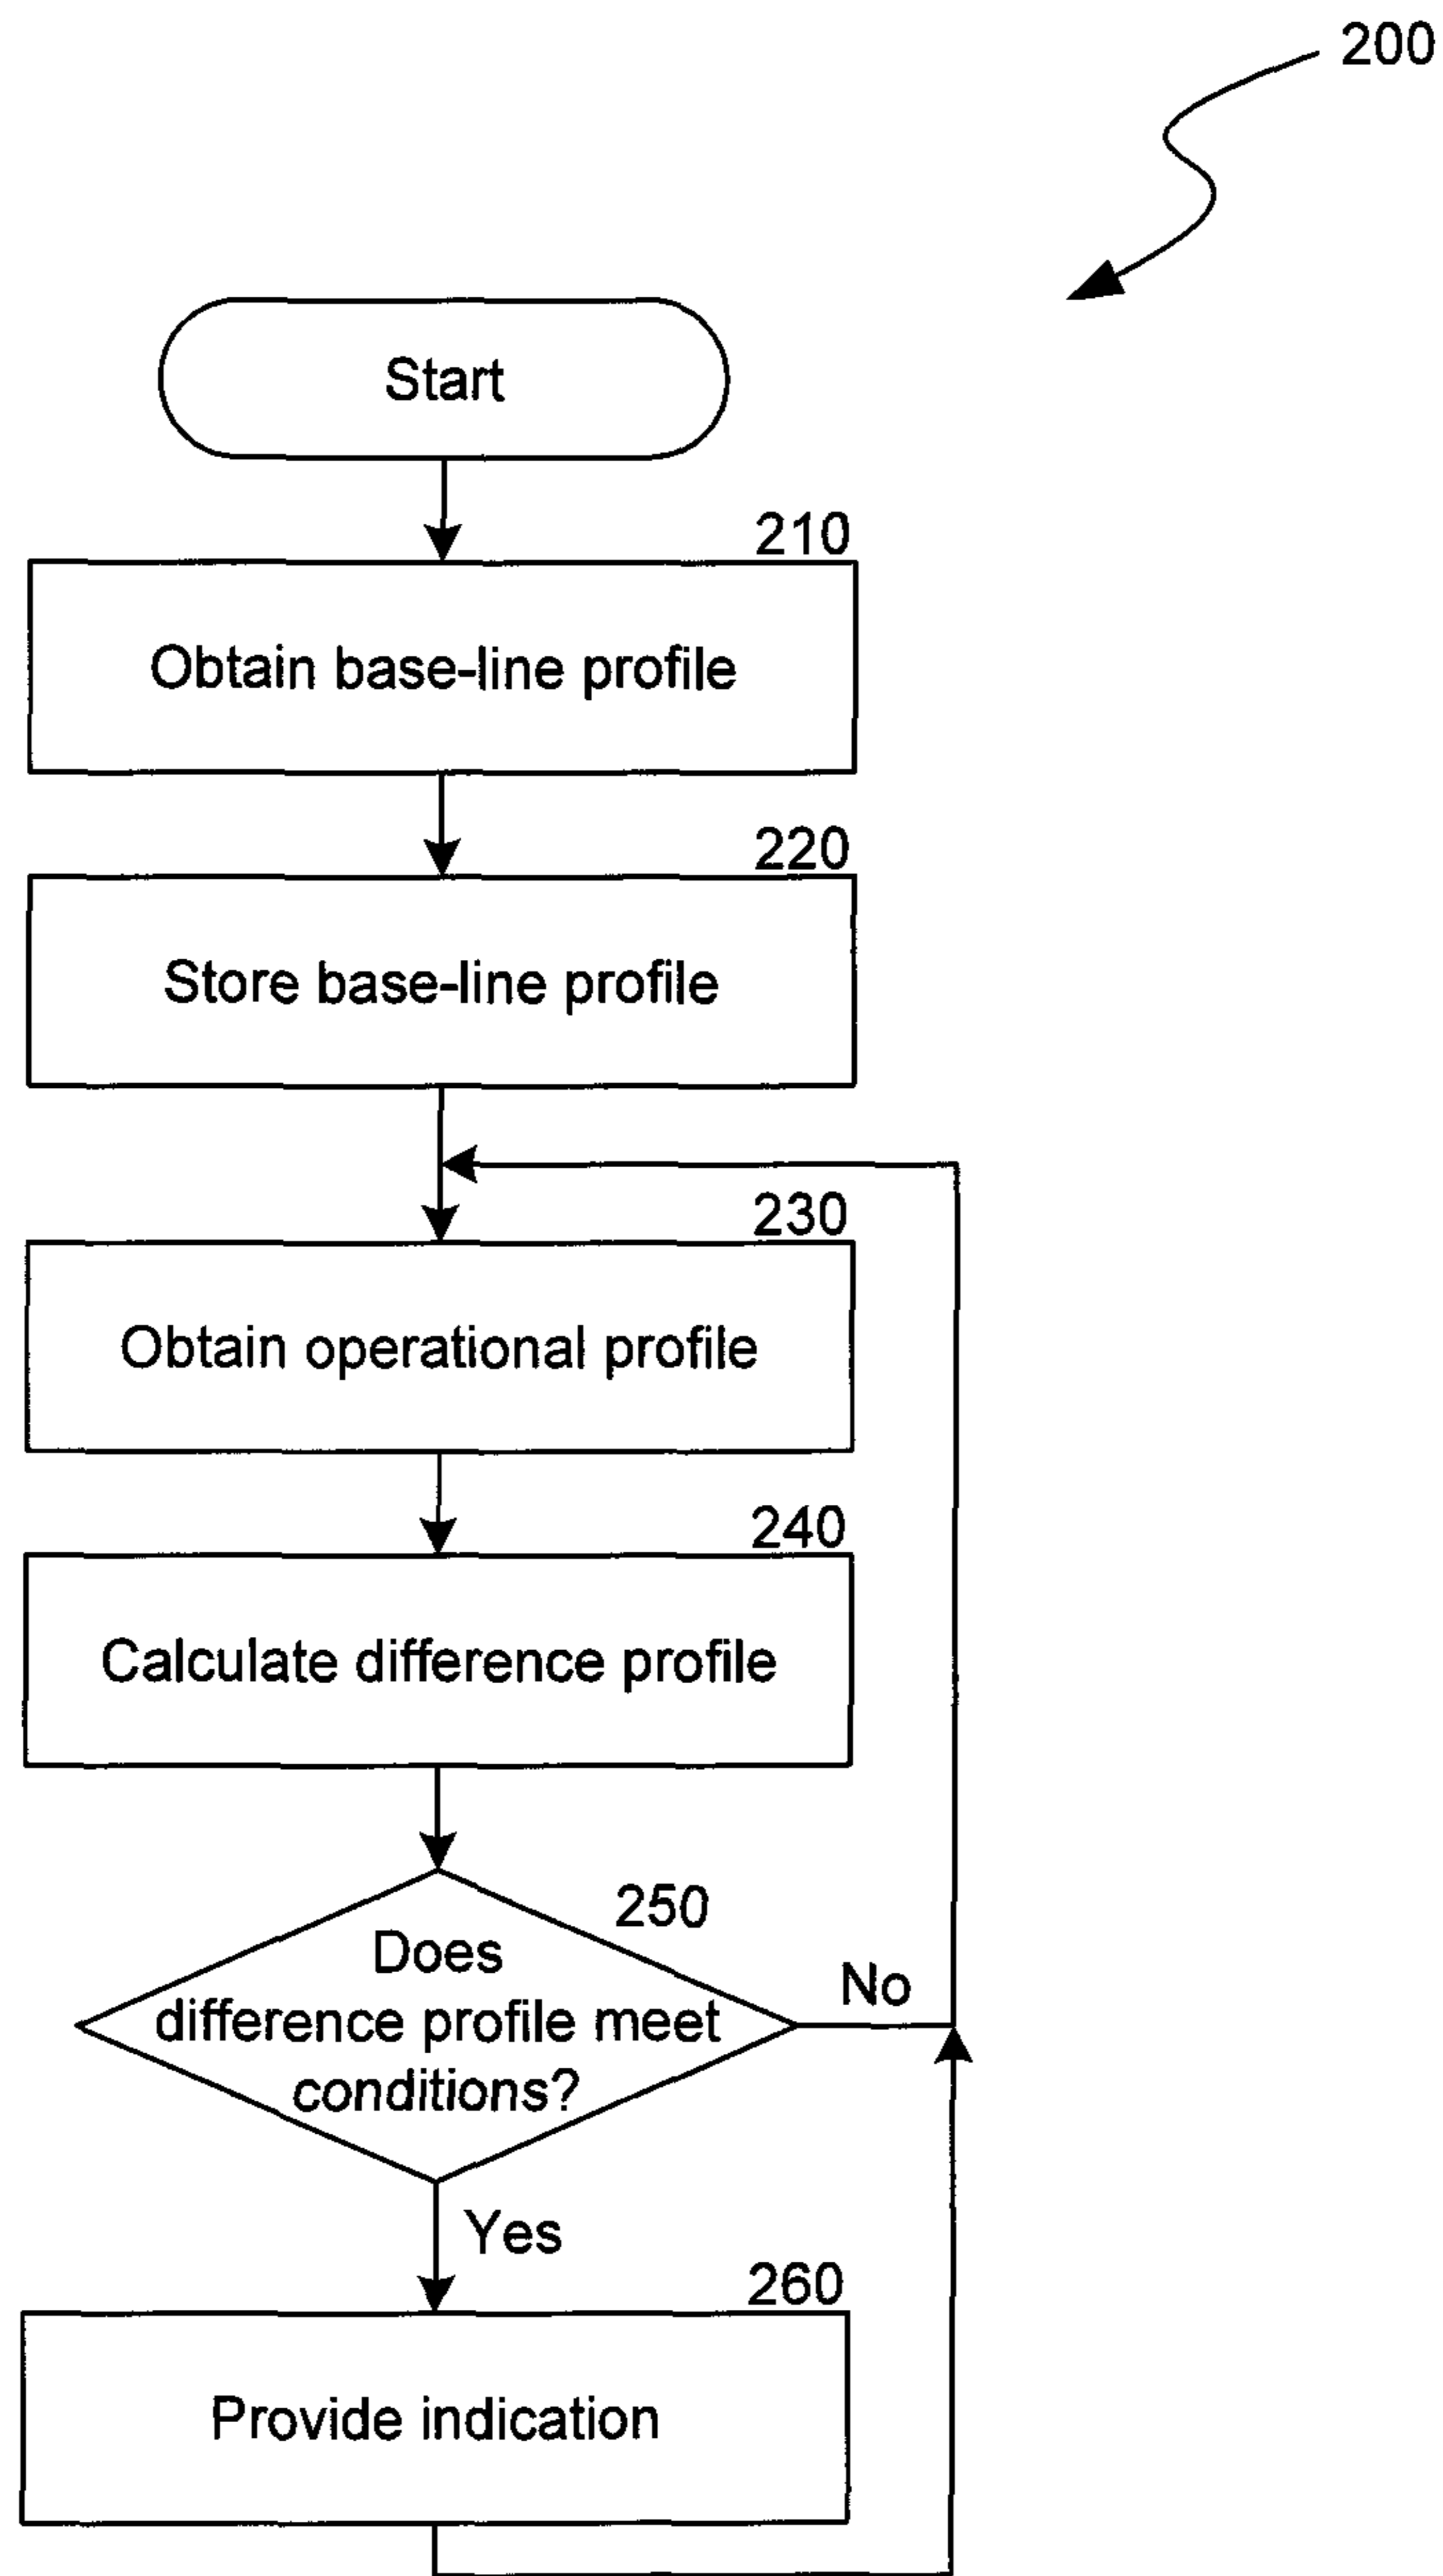 200
Start
210
Obtain base-line profile
220
Store base-line profile
230
Obtain operational profile
240
Calculate difference profile
250
Does
difference profile meet
conditions?
No
Yes
260
Provide indication